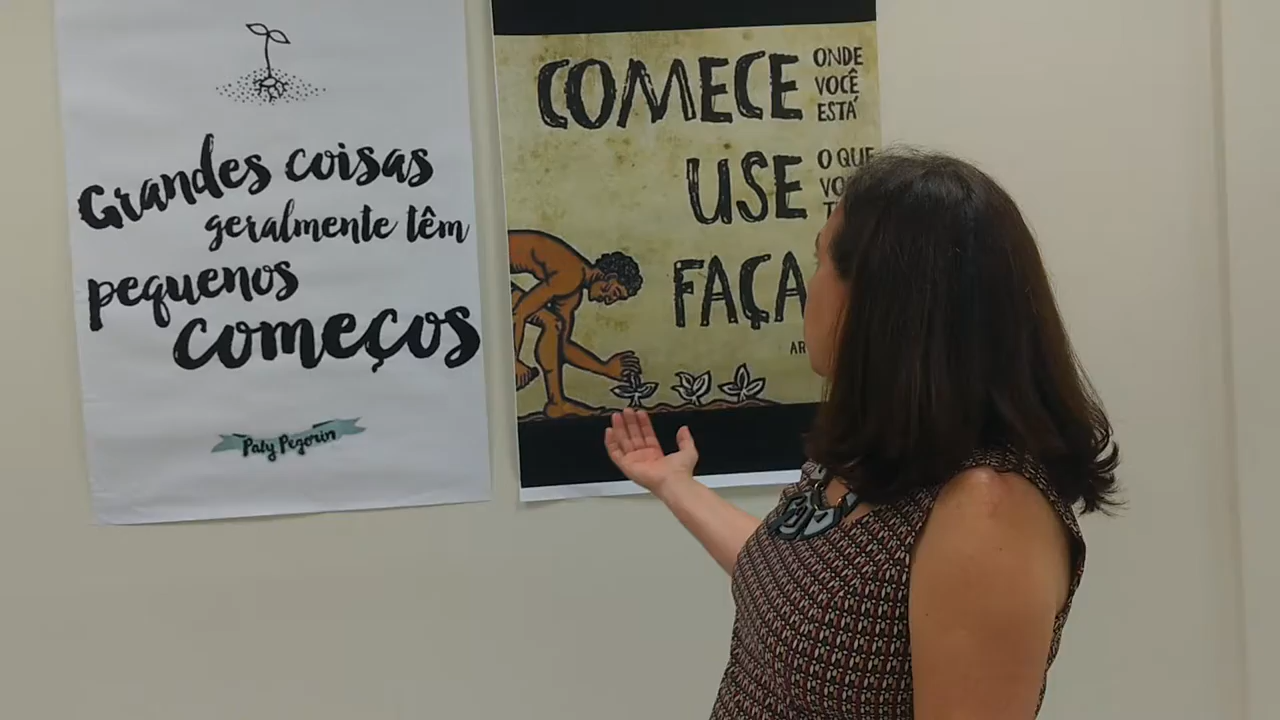 Grandes coisas
geralmente têm
pequenos
começos
Paty Pegorin
COMECE
ONDE
VOCÊ
ESTÁ
USE
O QUE
FAÇA